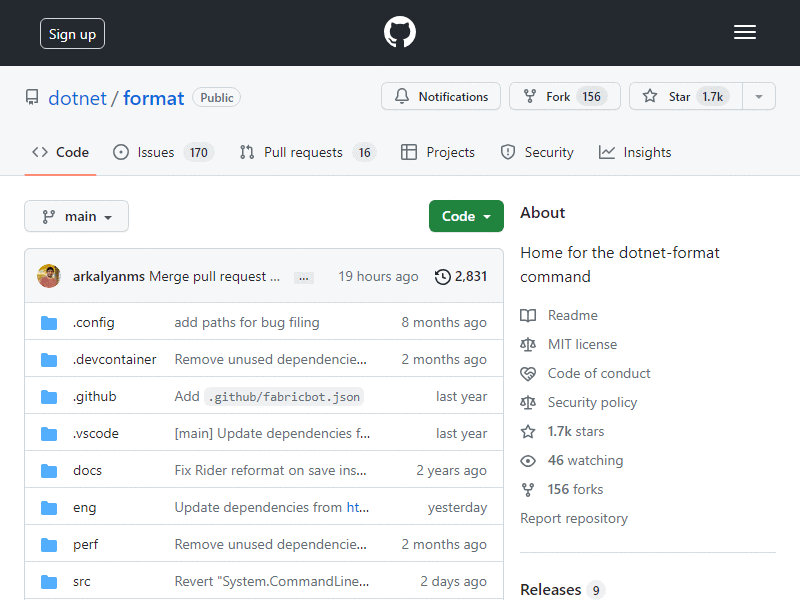 Sign up
dotnet / format Public
Notifications Fork 156 Star 1.7k
Code Issues 170 Pull requests 16 Projects Security Insights
main Code
arkalyanms Merge pull request ... ... 19 hours ago 2,831
.config add paths for bug filing 8 months ago
.devcontainer Remove unused dependencie... 2 months ago
.github Add .github/fabricbot.json last year
.vscode [main] Update dependencies f... last year
docs Fix Rider reformat on save ins... 2 years ago
eng Update dependencies from ht... yesterday
perf Remove unused dependencie... 2 months ago
src Revert "System.CommandLine... 2 days ago
About
Home for the dotnet-format
command
Readme
MIT license
Code of conduct
Security policy
1.7k stars
46 watching
156 forks
Report repository
Releases 9